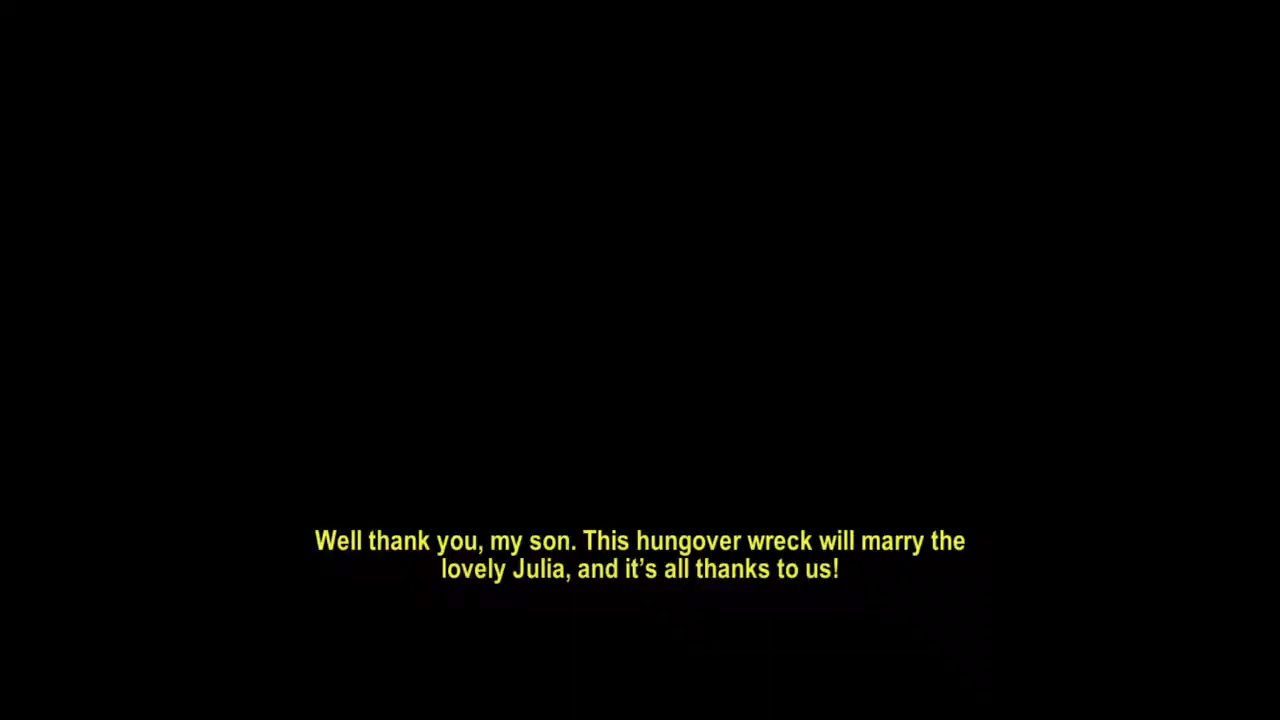 Well thank you, my son. This hungover wreck will marry the
lovely Julia, and it’s all thanks to us!